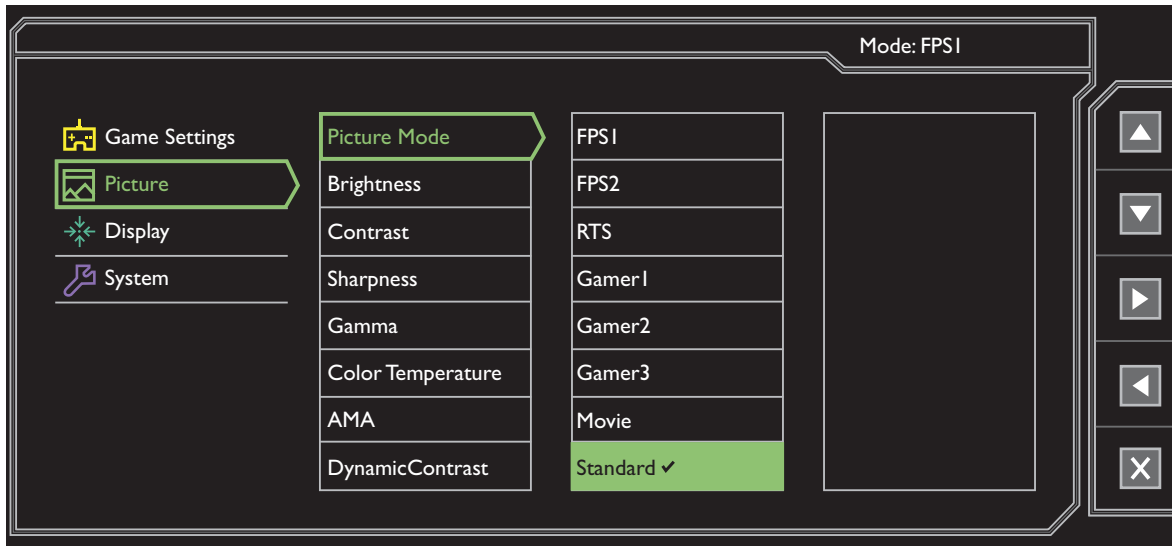 Mode: FPS1
Game Settings
Picture
Display
System
Picture Mode
Brightness
Contrast
Sharpness
Gamma
Color Temperature
AMA
DynamicContrast
FPS1
FPS2
RTS
Gamer1
Gamer2
Gamer3
Movie
Standard ✔